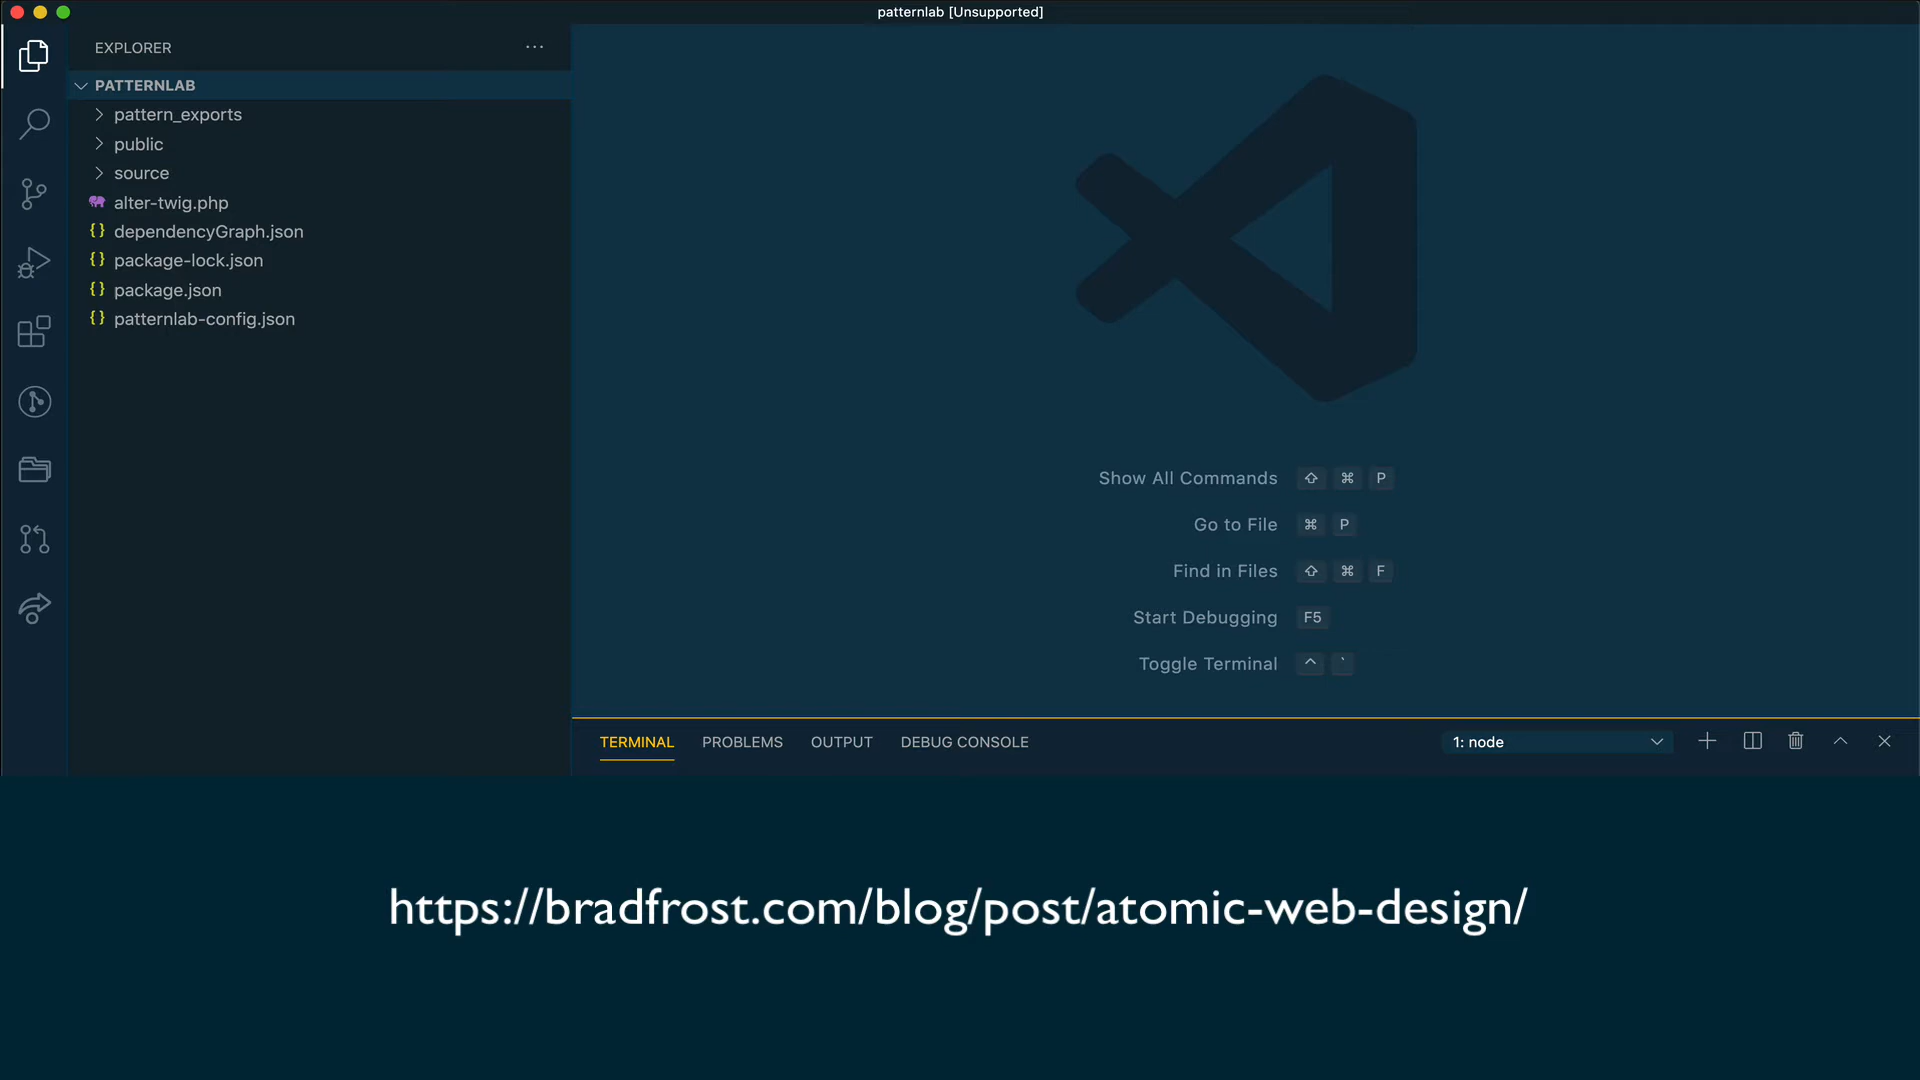 patternlab [Unsupported]
EXPLORER
PATTERNLAB
pattern_exports
public
source
alter-twig.php
dependencyGraph.json
package-lock.json
package.json
patternlab-config.json
Show All Commands ⇧ ⌘ P
Go to File ⌘ P
Find in Files ⇧ ⌘ F
Start Debugging F5
Toggle Terminal ^ `
TERMINAL PROBLEMS OUTPUT DEBUG CONSOLE 1: node
https://bradfrost.com/blog/post/atomic-web-design/